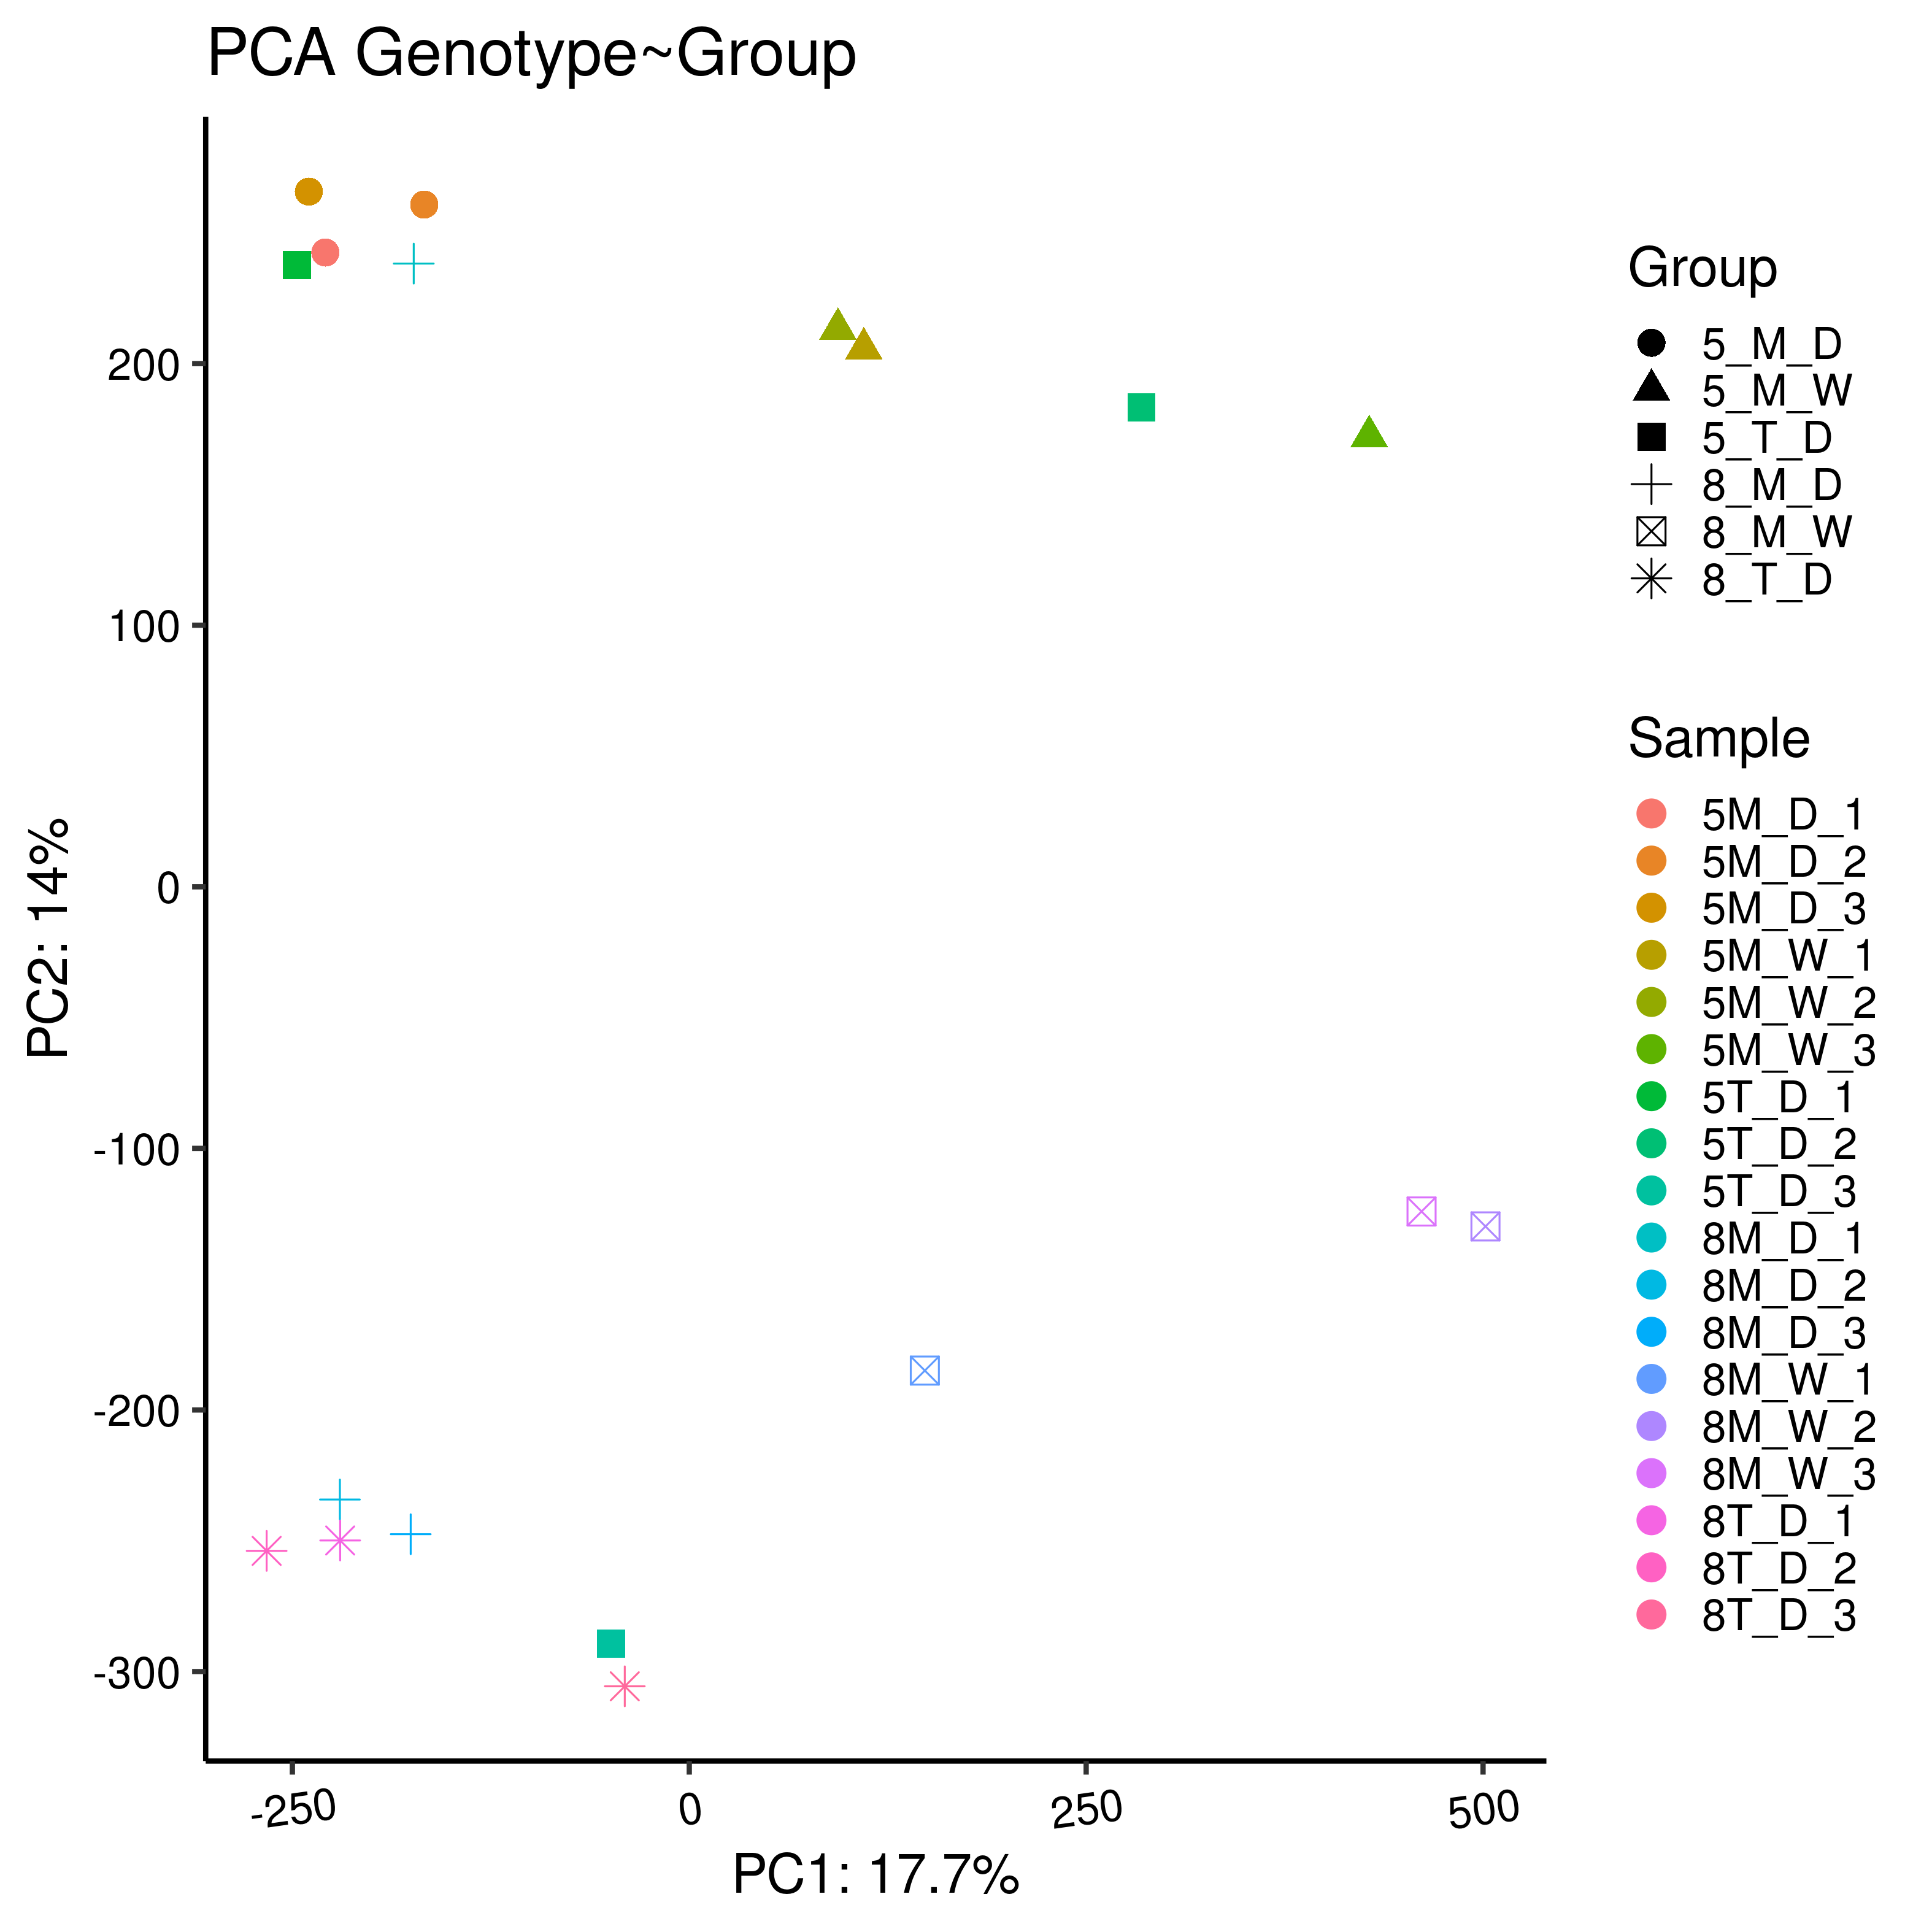 PCA Genotype~Group
200
100
0
-100
-200
-300
PC2: 14%
-250
0
250
500
PC1: 17.7%
Group
5_M_D
5_M_W
5_T_D
8_M_D
8_M_W
8_T_D
Sample
5M_D_1
5M_D_2
5M_D_3
5M_W_1
5M_W_2
5M_W_3
5T_D_1
5T_D_2
5T_D_3
8M_D_1
8M_D_2
8M_D_3
8M_W_1
8M_W_2
8M_W_3
8T_D_1
8T_D_2
8T_D_3